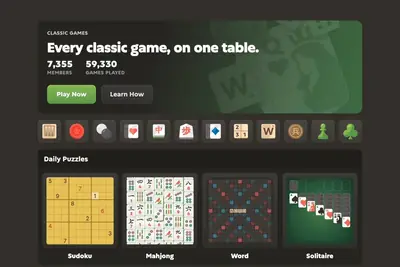 CLASSIC GAMES
Every classic game, on one table.
7,355 59,330
MEMBERS GAMES PLAYED
Play Now Learn How
W
Daily Puzzles
Sudoku Mahjong Word Solitaire